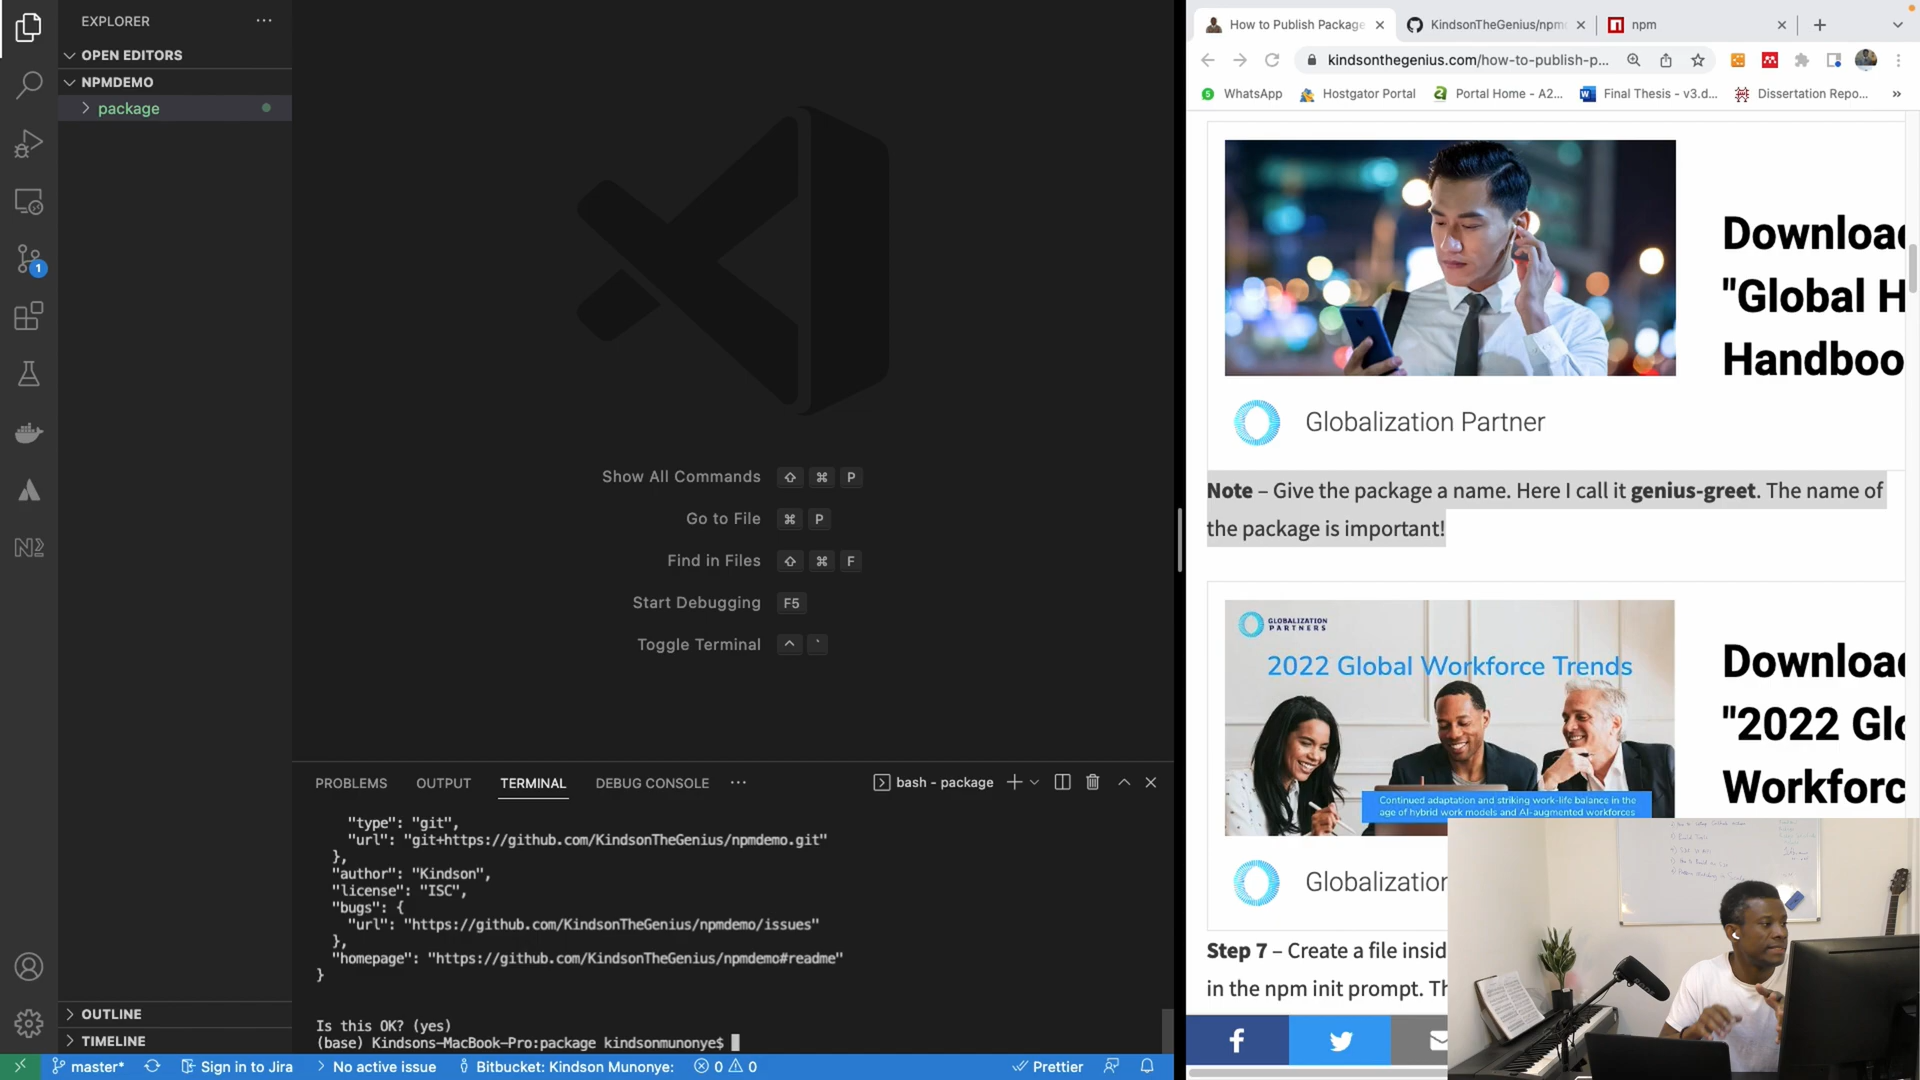 EXPLORER
OPEN EDITORS
NPMDEMO
package
1
OUTLINE
TIMELINE
Show All Commands ⇧ ⌘ P
Go to File ⌘ P
Find in Files ⇧ ⌘ F
Start Debugging F5
Toggle Terminal ^ `
PROBLEMS OUTPUT TERMINAL DEBUG CONSOLE bash - package
"type": "git",
"url": "git+https://github.com/KindsonTheGenius/npmdemo.git"
},
"author": "Kindson",
"license": "ISC",
"bugs": {
"url": "https://github.com/KindsonTheGenius/npmdemo/issues"
},
"homepage": "https://github.com/KindsonTheGenius/npmdemo#readme"
}
Is this OK? (yes)
(base) Kindsons-MacBook-Pro:package kindsonmunonye$
master* Sign in to Jira No active issue Bitbucket: Kindson Munonye: 0 0 Prettier
How to Publish Package KindsonTheGenius/npm npm
kindsonthegenius.com/how-to-publish-p...
WhatsApp Hostgator Portal Portal Home - A2... Final Thesis - v3.d... Dissertation Repo... »
Download
"Global H
Handboo
Globalization Partner
Note – Give the package a name. Here I call it genius-greet. The name of
the package is important!
GLOBALIZATION
PARTNERS
2022 Global Workforce Trends
Continued adaptation and striking work-life balance in the
age of hybrid work models and AI-augmented workforces
Download
"2022 Glo
Workforc
Globalization
Step 7 – Create a file insid
in the npm init prompt. Th